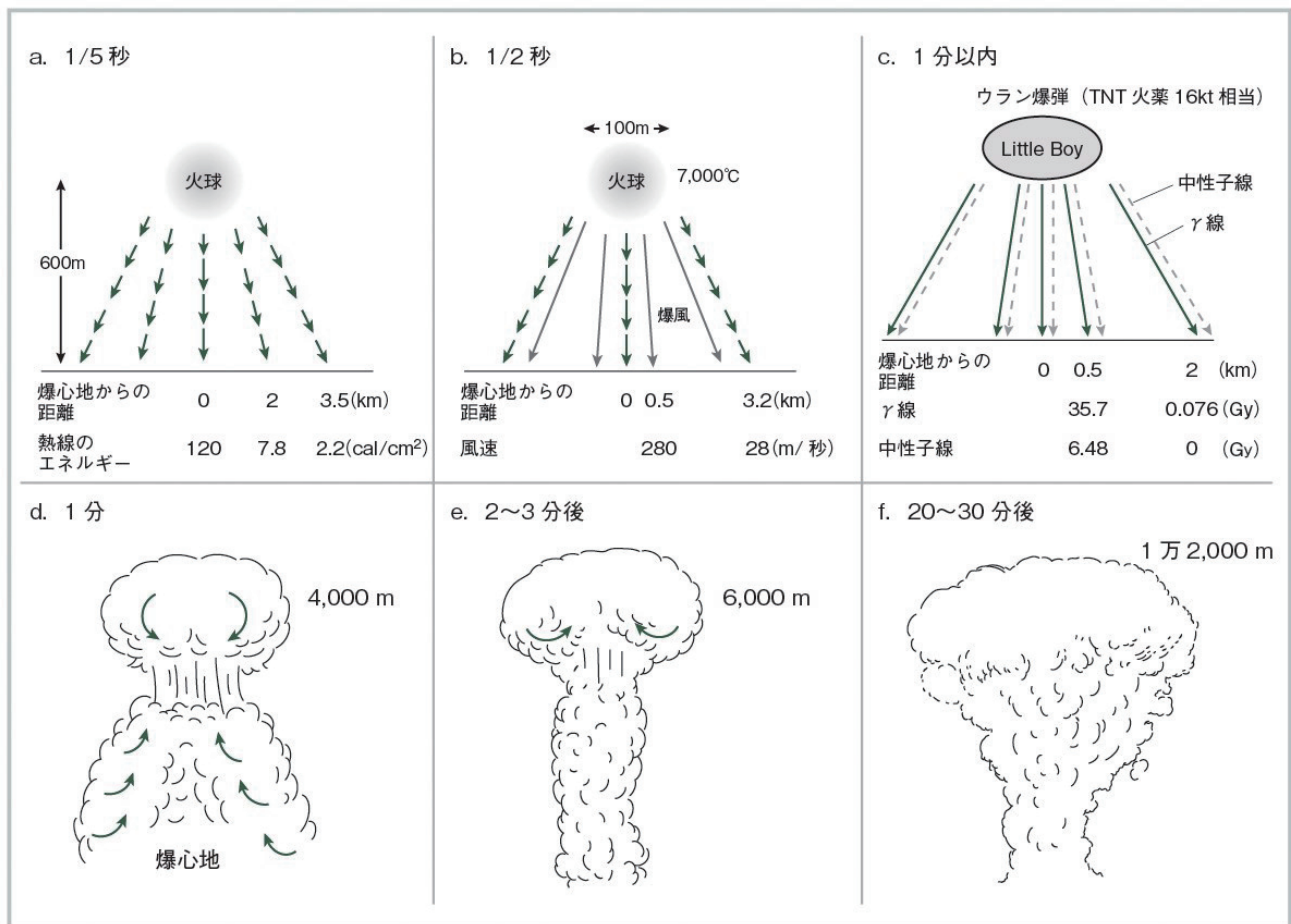 a. 1/5 秒
火球
600m
爆心地からの
距離
0 2 3.5(km)
熱線の
エネルギー
120 7.8 2.2(cal/cm²)
b. 1/2 秒
100m
火球
7,000℃
爆風
爆心地からの
距離
0 0.5 3.2(km)
風速
280 28(m/ 秒)
c. 1 分以内
ウラン爆弾（TNT 火薬 16kt 相当）
Little Boy
中性子線
γ 線
爆心地からの
距離
0 0.5 2 (km)
γ 線 35.7 0.076(Gy)
中性子線 6.48 0 (Gy)
d. 1 分
4,000 m
爆心地
e. 2〜3 分後
6,000 m
f. 20〜30 分後
1 万 2,000 m